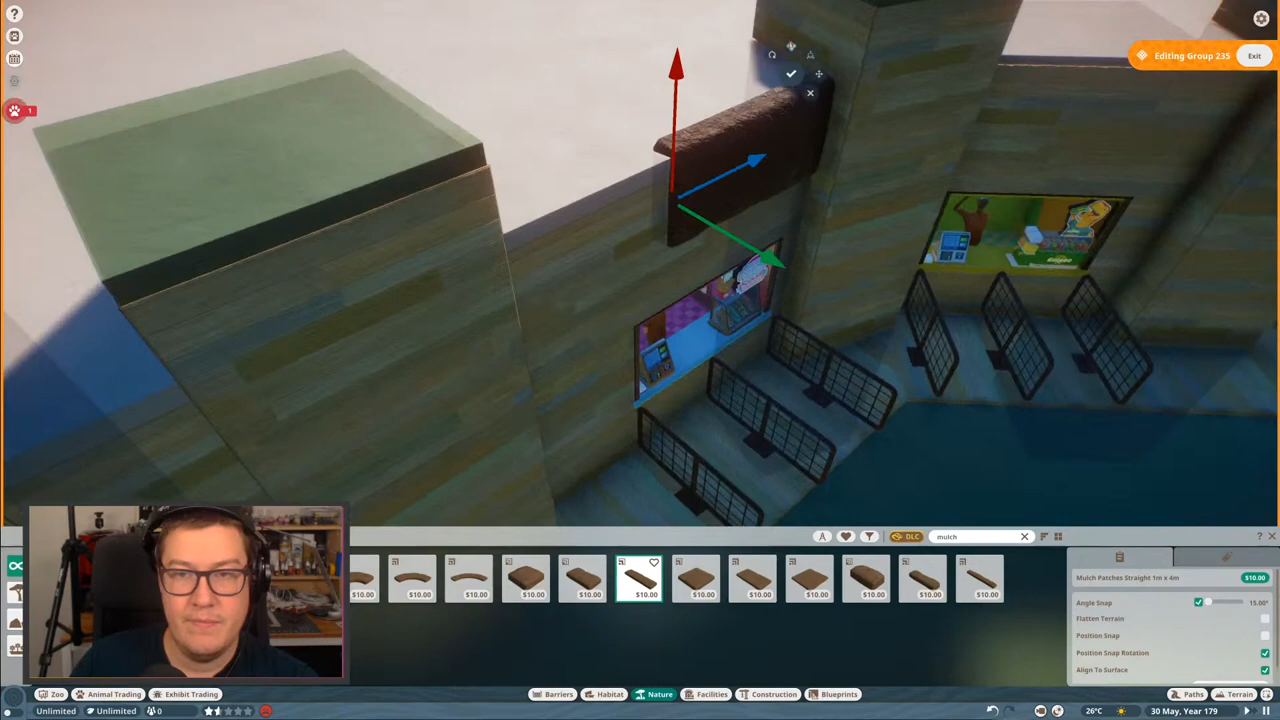 ?
Editing Group 235 Exit
1
DLC mulch ?
$10.00 $10.00 $10.00 $10.00 $10.00 $10.00 $10.00 $10.00 $10.00 $10.00 $10.00 $10.00
Mulch Patches Straight 1m x 4m $10.00
Angle Snap 15.00°
Flatten Terrain
Position Snap
Position Snap Rotation
Align To Surface
Zoo Animal Trading Exhibit Trading Barriers Habitat Nature Facilities Construction Blueprints Paths Terrain
Unlimited Unlimited 0 26°C 30 May, Year 179